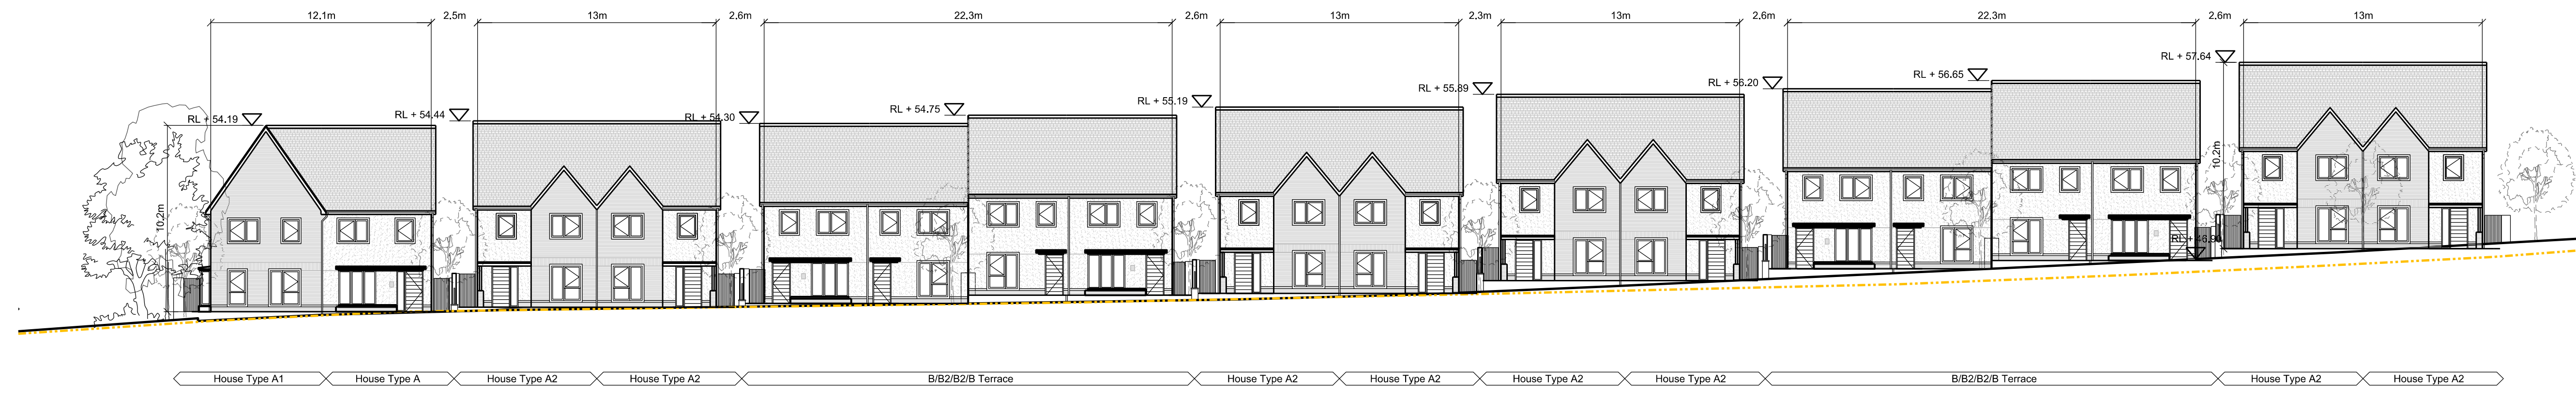 12.1m
2.5m
13m
2.6m
22.3m
2.6m
13m
2.3m
13m
2.6m
22.3m
2.6m
13m
RL + 54.19
RL + 54.44
RL + 54.30
RL + 54.75
RL + 55.19
RL + 55.89
RL + 56.20
RL + 56.65
RL + 57.64
10.2m
10.2m
House Type A1
House Type A
House Type A2
House Type A2
B/B2/B2/B Terrace
House Type A2
House Type A2
House Type A2
House Type A2
B/B2/B2/B Terrace
House Type A2
House Type A2